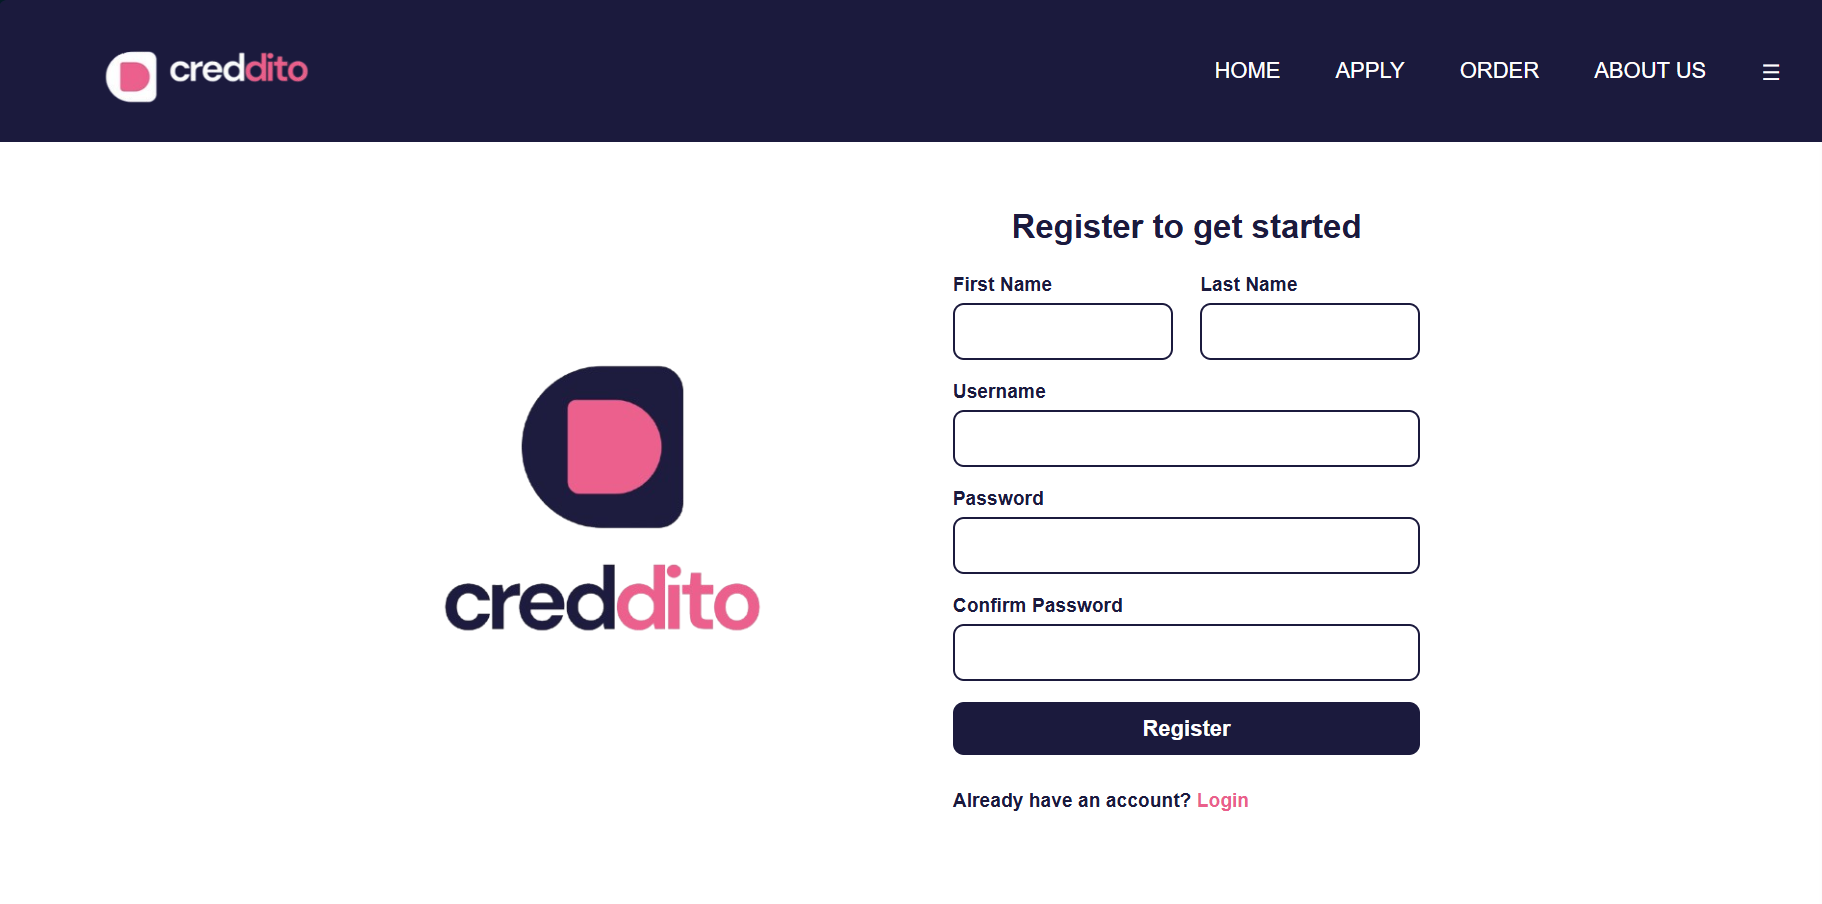 creddito
HOME APPLY ORDER ABOUT US
Register to get started
First Name Last Name
Username
Password
Confirm Password
Register
Already have an account? Login
creddito